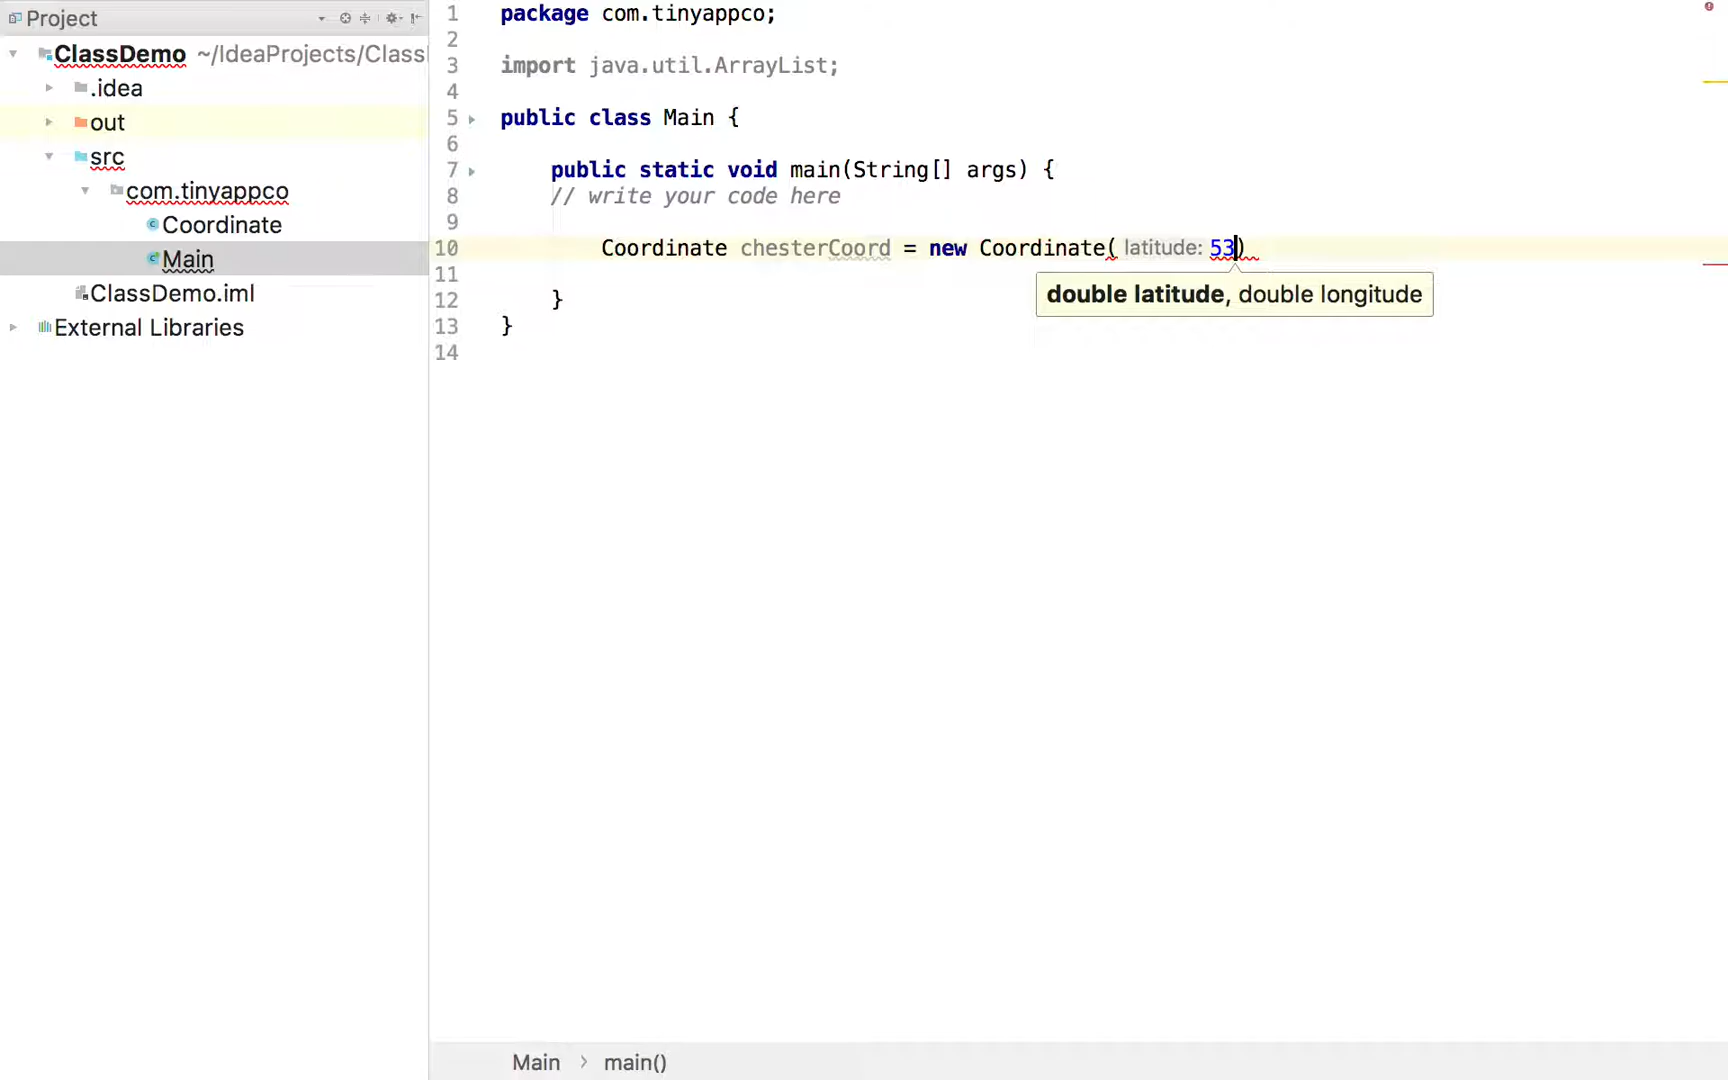 Project
ClassDemo ~/IdeaProjects/Class
.idea
out
src
com.tinyappco
Coordinate
Main
ClassDemo.iml
External Libraries
1 package com.tinyappco;
2
3 import java.util.ArrayList;
4
5 public class Main {
6
7 public static void main(String[] args) {
8 // write your code here
9
10 Coordinate chesterCoord = new Coordinate( latitude: 53)
11
double latitude, double longitude
12 }
13 }
14
Main > main()